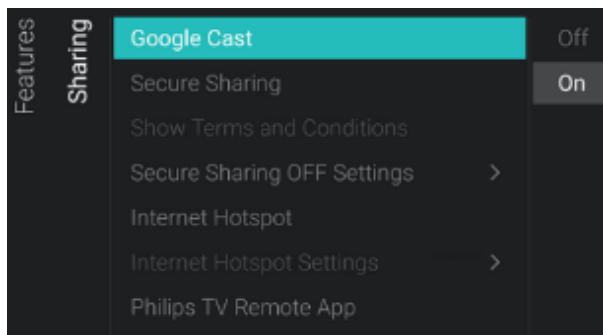 Features
Sharing
Google Cast
Off
Secure Sharing
On
Show Terms and Conditions
Secure Sharing OFF Settings
Internet Hotspot
Internet Hotspot Settings
Philips TV Remote App